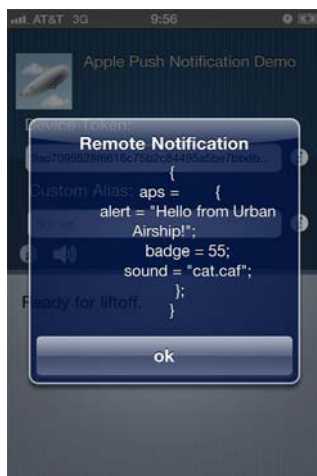 AT&T 3G 9:56
Apple Push Notification Demo
Device Token:
Remote Notification
{
aps = {
alert = "Hello from Urban
Airship!";
badge = 55;
sound = "cat.caf";
};
}
Custom Alias:
Ready for liftoff.
ok